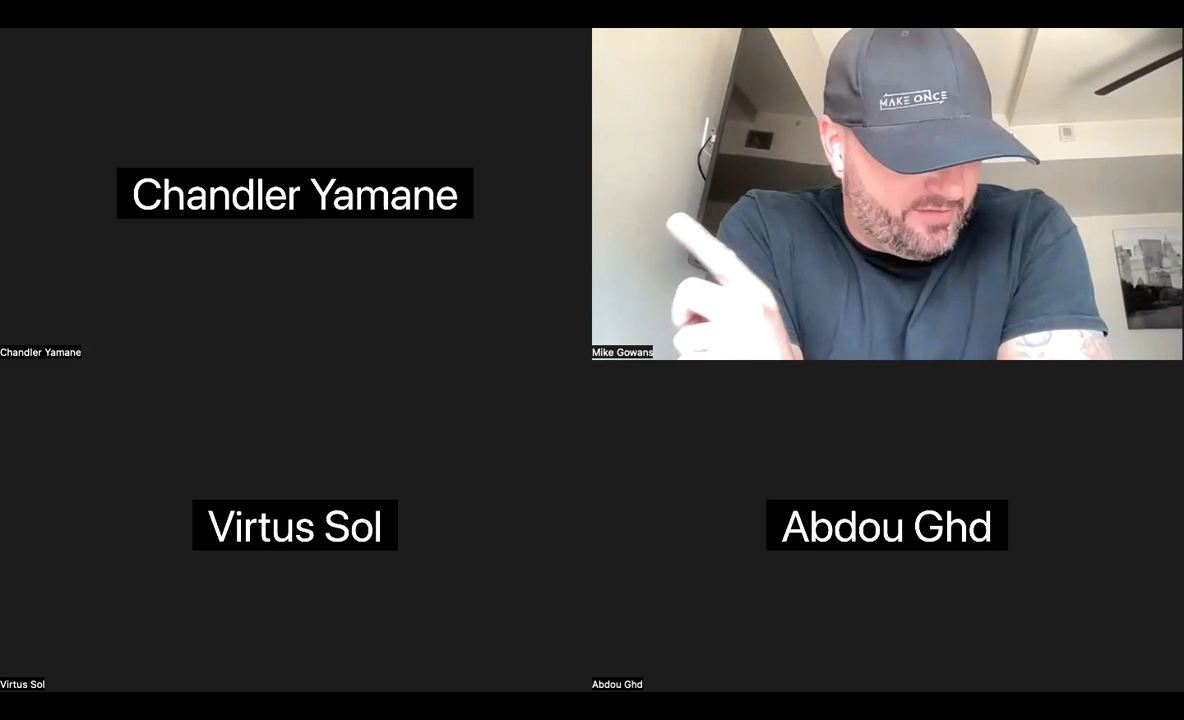 Chandler Yamane
Chandler Yamane
MAKE ONCE
Mike Gowans
Virtus Sol
Virtus Sol
Abdou Ghd
Abdou Ghd